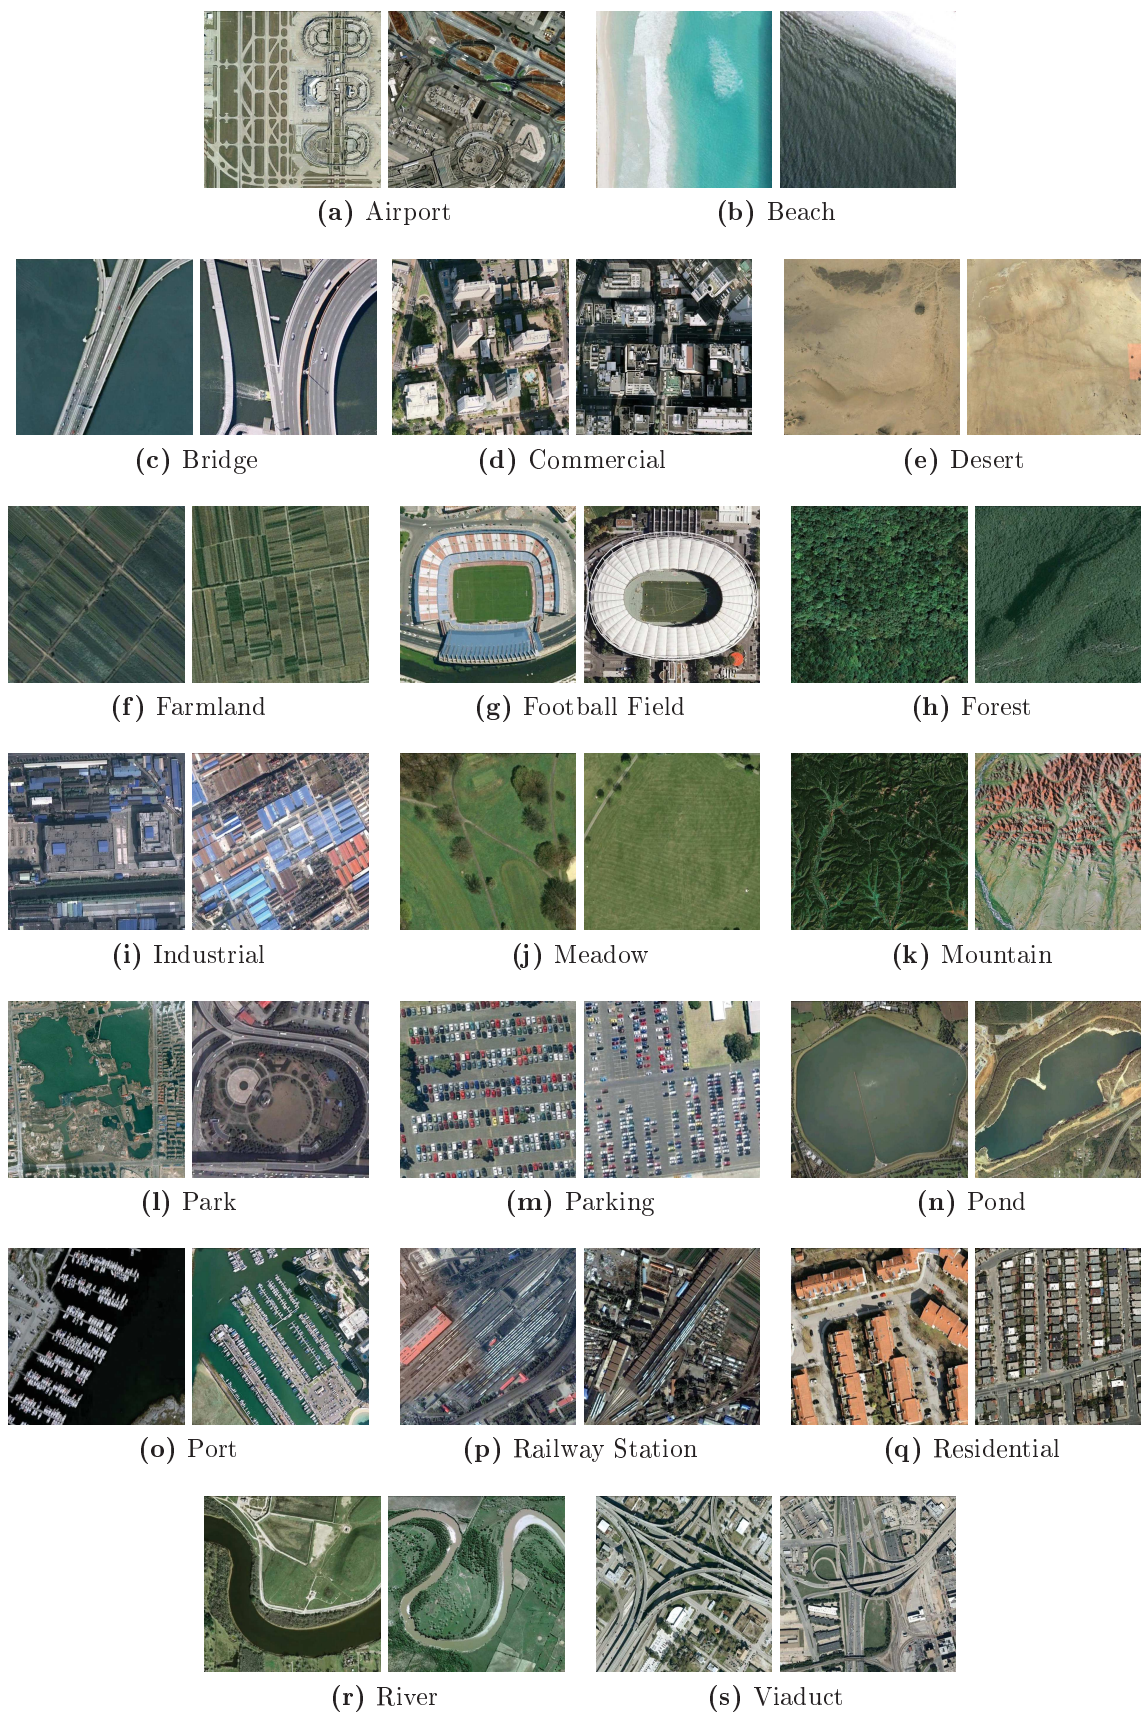 (a) Airport
(b) Beach
(c) Bridge
(d) Commercial
(e) Desert
(f) Farmland
(g) Football Field
(h) Forest
(i) Industrial
(j) Meadow
(k) Mountain
(l) Park
(m) Parking
(n) Pond
(o) Port
(p) Railway Station
(q) Residential
(r) River
(s) Viaduct